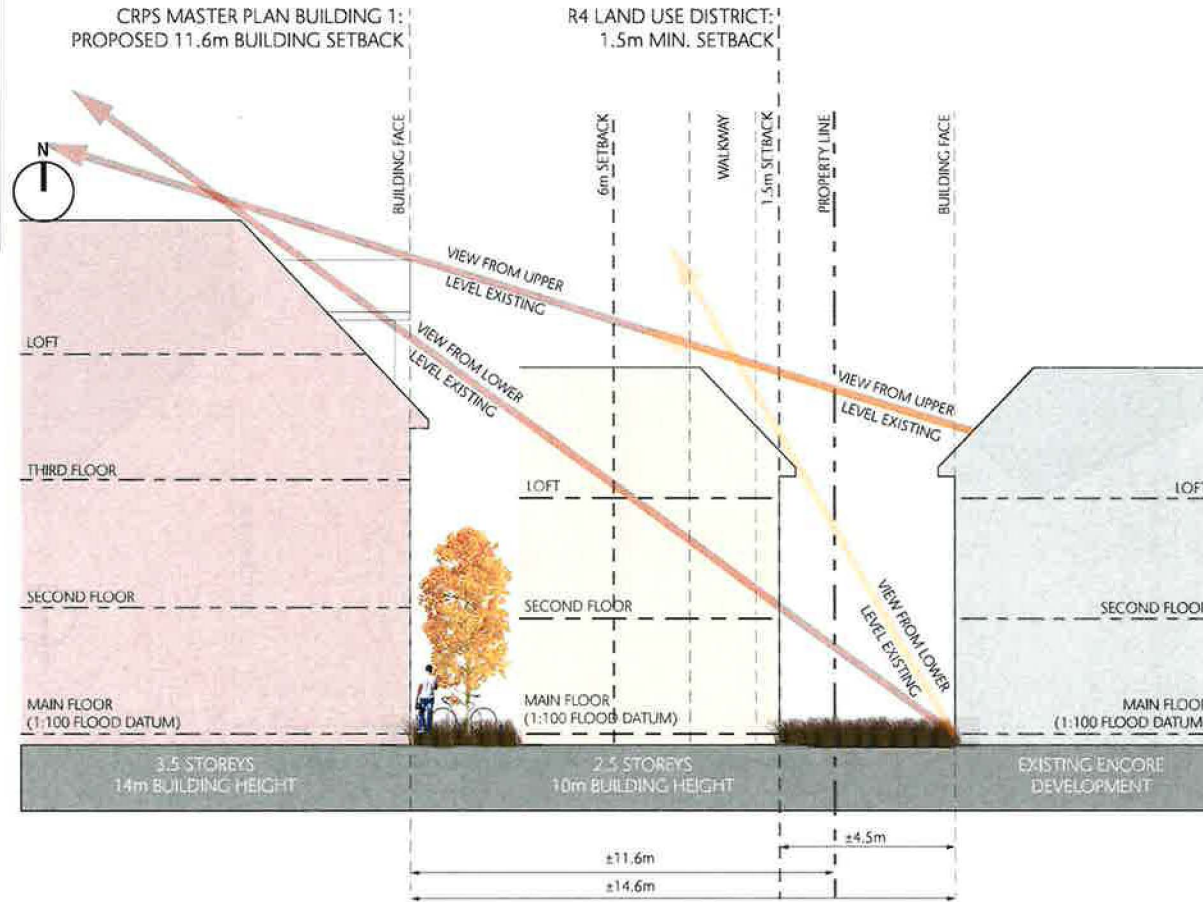 CRPS MASTER PLAN BUILDING 1:
PROPOSED 11.6m BUILDING SETBACK
R4 LAND USE DISTRICT:
1.5m MIN. SETBACK
N
BUILDING FACE
6m SETBACK
WALKWAY
1.5m SETBACK
PROPERTY LINE
BUILDING FACE
VIEW FROM UPPER
LEVEL EXISTING
VIEW FROM LOWER
LEVEL EXISTING
VIEW FROM UPPER
LEVEL EXISTING
VIEW FROM LOWER
LEVEL EXISTING
LOFT
THIRD FLOOR
SECOND FLOOR
MAIN FLOOR
(1:100 FLOOD DATUM)
LOFT
SECOND FLOOR
MAIN FLOOR
(1:100 FLOOD DATUM)
LOFT
SECOND FLOOR
MAIN FLOOR
(1:100 FLOOD DATUM)
3.5 STOREYS
14m BUILDING HEIGHT
2.5 STOREYS
10m BUILDING HEIGHT
EXISTING ENCORE
DEVELOPMENT
±4.5m
±11.6m
±14.6m